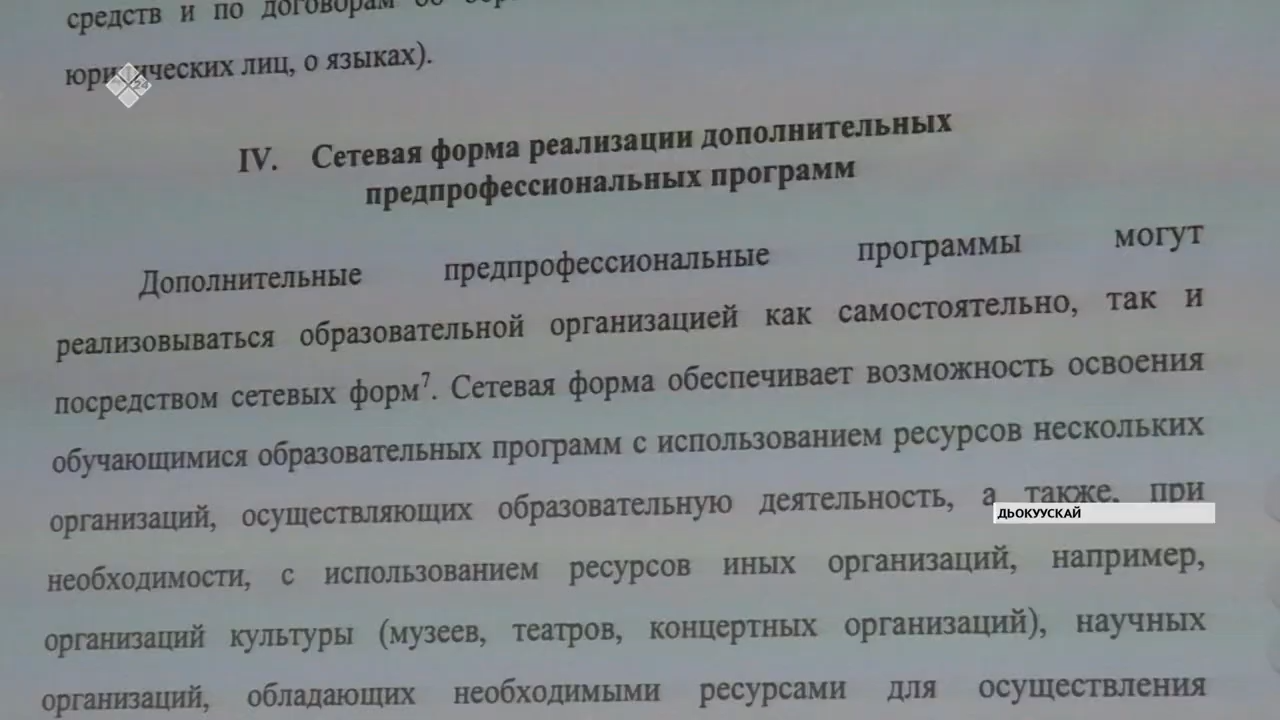 средств и по договорам об
юридических лиц, о языках).
24
IV. Сетевая форма реализации дополнительных
предпрофессиональных программ
Дополнительные предпрофессиональные программы могут
реализовываться образовательной организацией как самостоятельно, так и
посредством сетевых форм⁷. Сетевая форма обеспечивает возможность освоения
обучающимися образовательных программ с использованием ресурсов нескольких
организаций, осуществляющих образовательную деятельность, а также, при
ДЬОКУУСКАЙ
необходимости, с использованием ресурсов иных организаций, например,
организаций культуры (музеев, театров, концертных организаций), научных
организаций, обладающих необходимыми ресурсами для осуществления